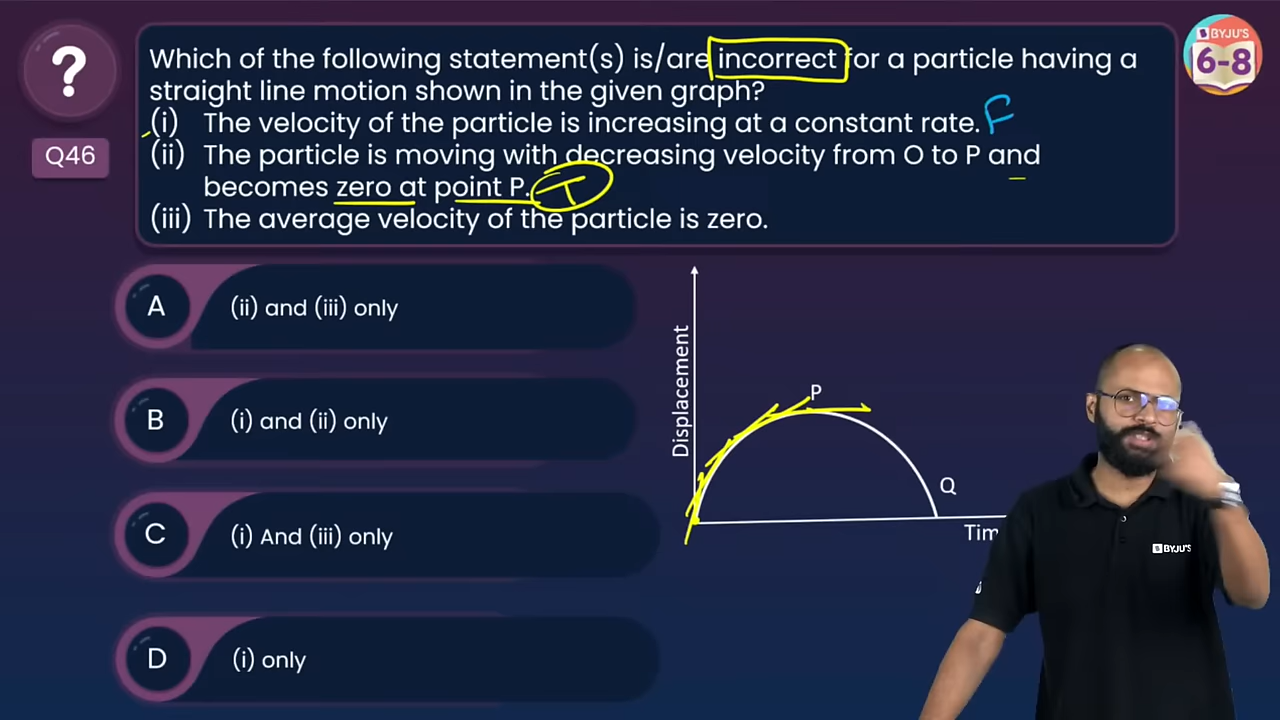 ?
BYJU'S
6-8
Q46
Which of the following statement(s) is/are incorrect for a particle having a
straight line motion shown in the given graph?
(i) The velocity of the particle is increasing at a constant rate. F
(ii) The particle is moving with decreasing velocity from O to P and
becomes zero at point P. T
(iii) The average velocity of the particle is zero.
A (ii) and (iii) only
B (i) and (ii) only
C (i) And (iii) only
D (i) only
Displacement
P
Q
Tim
BYJU'S